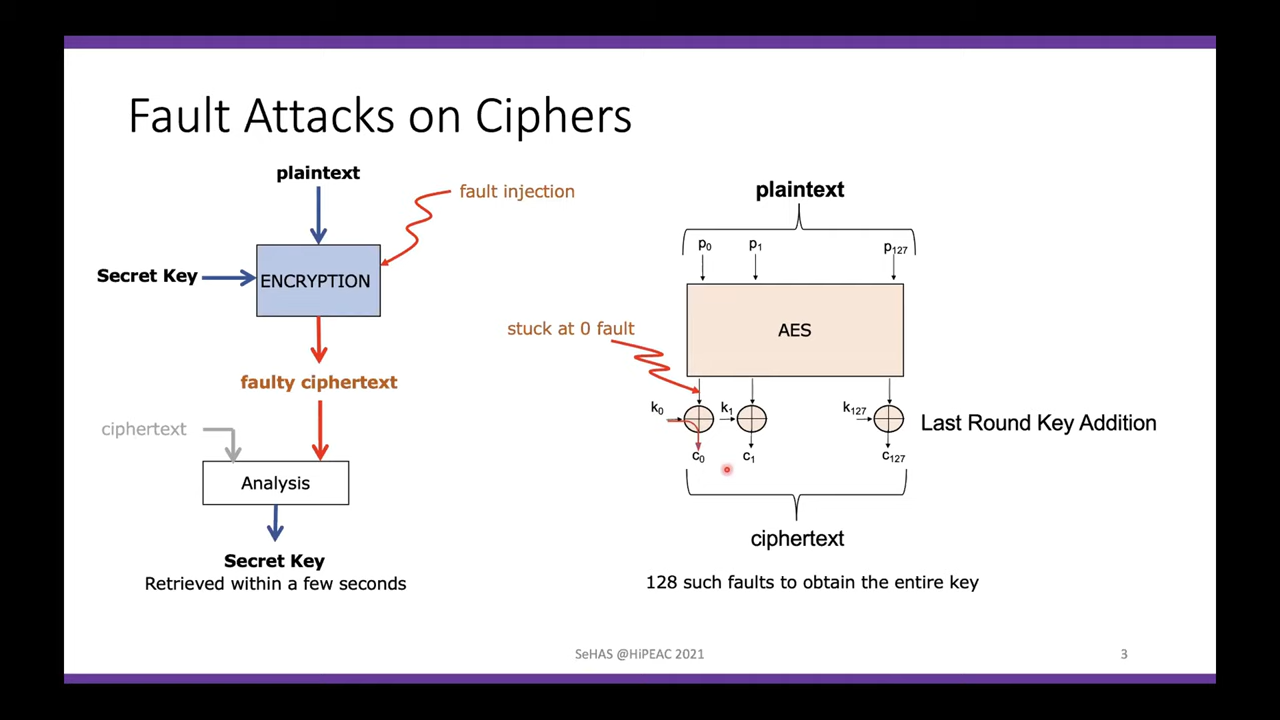 Fault Attacks on Ciphers
plaintext
fault injection
Secret Key
ENCRYPTION
faulty ciphertext
ciphertext
Analysis
Secret Key
Retrieved within a few seconds
plaintext
p0
p1
p127
AES
stuck at 0 fault
k0
k1
k127
Last Round Key Addition
c0
c1
c127
ciphertext
128 such faults to obtain the entire key
SeHAS @HiPEAC 2021
3